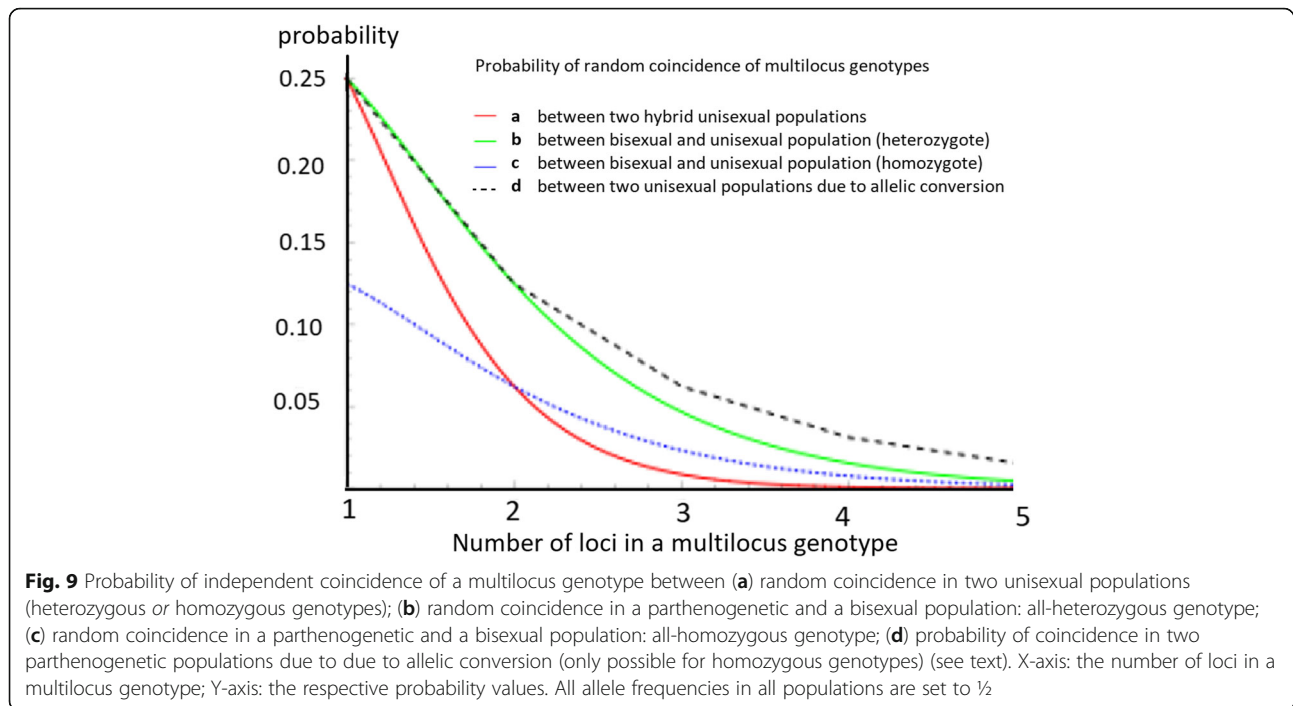 probability
Probability of random coincidence of multilocus genotypes
0.25
a between two hybrid unisexual populations
b between bisexual and unisexual population (heterozygote)
0.20
c between bisexual and unisexual population (homozygote)
d between two unisexual populations due to allelic conversion
0.15
0.10
0.05
1 2 3 4 5
Number of loci in a multilocus genotype
Fig. 9 Probability of independent coincidence of a multilocus genotype between (a) random coincidence in two unisexual populations
(heterozygous or homozygous genotypes); (b) random coincidence in a parthenogenetic and a bisexual population: all-heterozygous genotype;
(c) random coincidence in a parthenogenetic and a bisexual population: all-homozygous genotype; (d) probability of coincidence in two
parthenogenetic populations due to due to allelic conversion (only possible for homozygous genotypes) (see text). X-axis: the number of loci in a
multilocus genotype; Y-axis: the respective probability values. All allele frequencies in all populations are set to ½